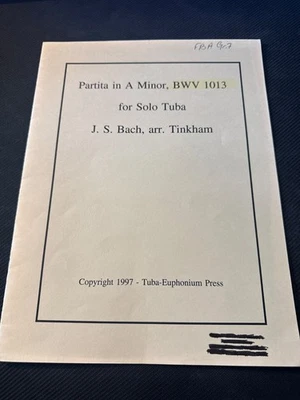 Partita in A Minor, BWV 1013
for Solo Tuba
J. S. Bach, arr. Tinkham
Copyright 1997 - Tuba-Euphonium Press